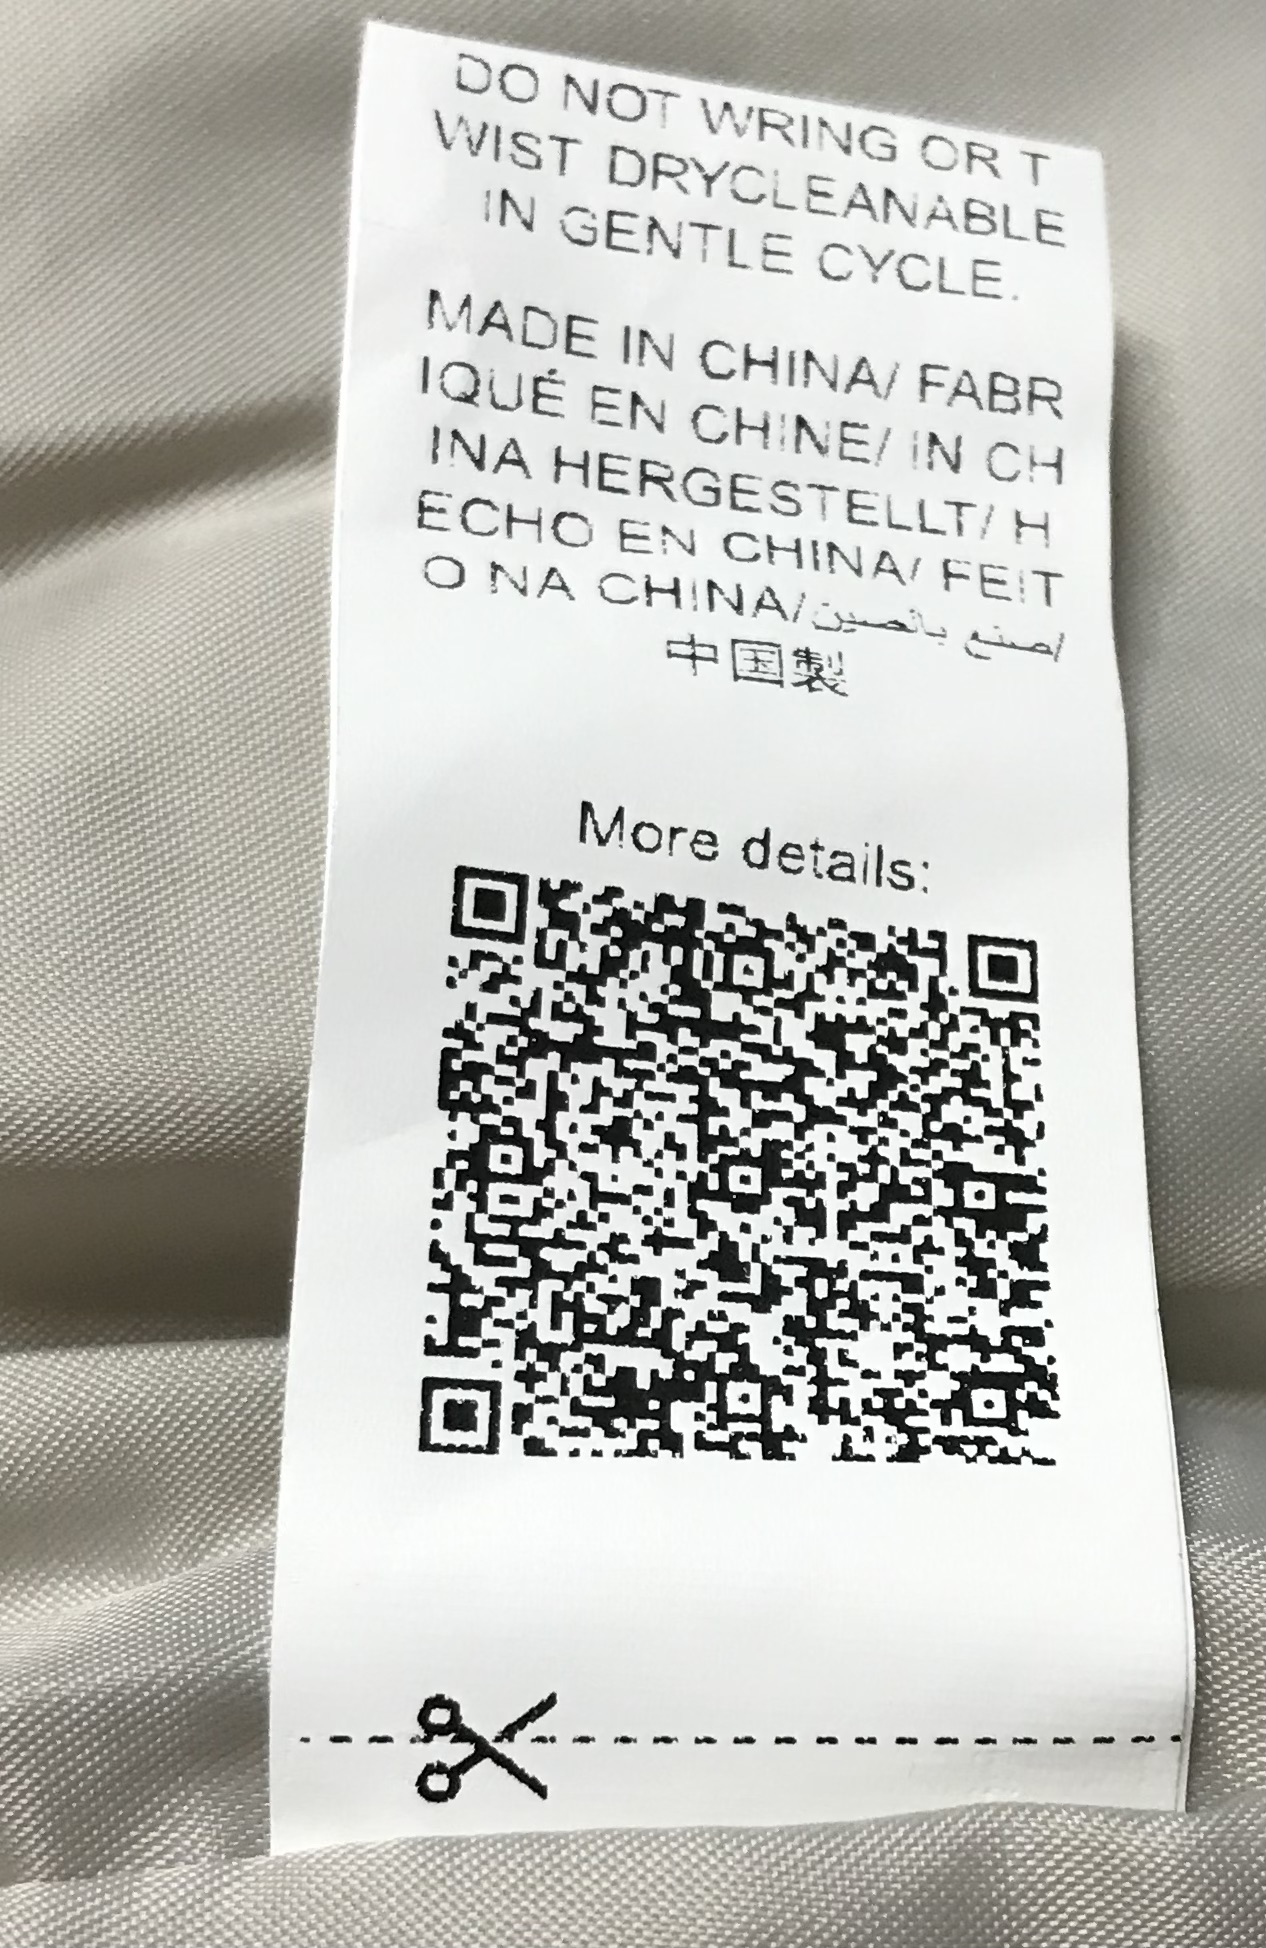 DO NOT WRING OR T
WIST DRYCLEANABLE
IN GENTLE CYCLE.
MADE IN CHINA/ FABR
IQUÉ EN CHINE/ IN CH
INA HERGESTELLT/ H
ECHO EN CHINA/ FEIT
O NA CHINA/اصنع بالصين
中国製
More details: